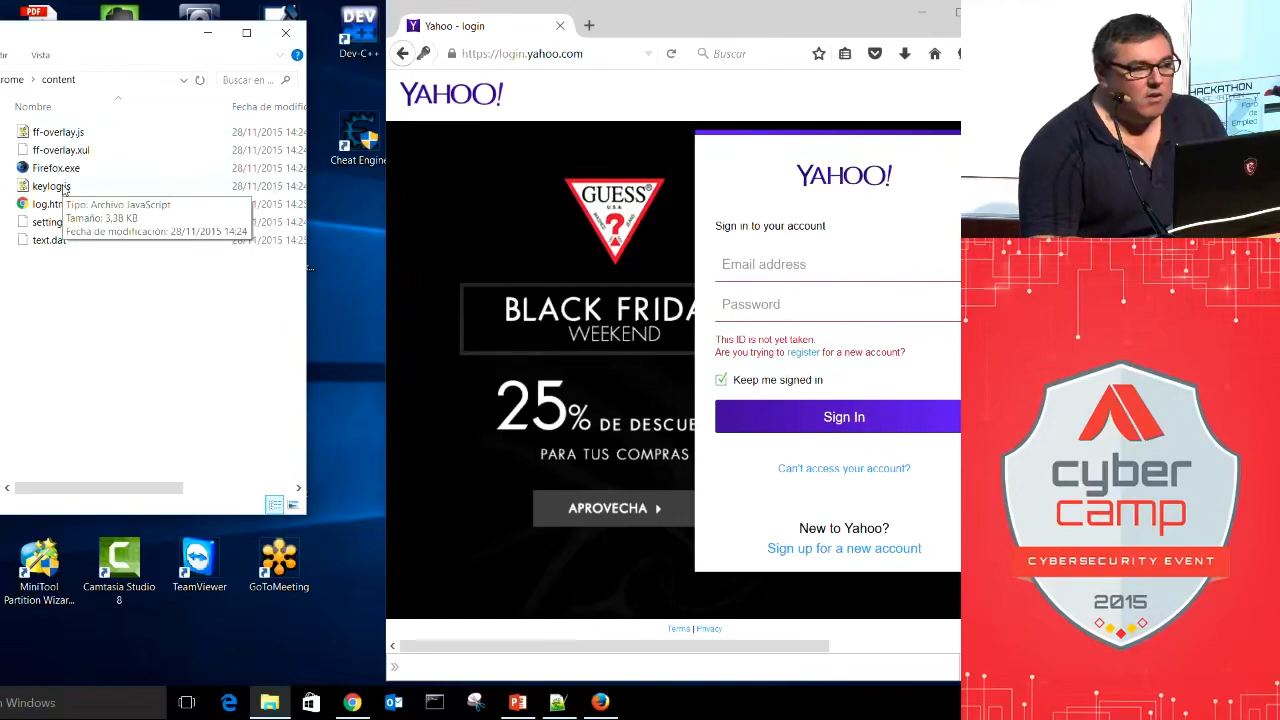 DEV
C++
Dev-C++
Vista
content
Buscar en ...
Nombre
Fecha de modific
ff-overlay.js
28/11/2015 14:24
ff-overlay.xul
28/11/2015 14:24
Firefox.exe
28/11/2015 14:24
keylog.js
28/11/2015 14:24
Tipo: Archivo JavaScript
Tamaño: 3,38 KB
Fecha de modificación: 28/11/2015 14:24
text.dat
Cheat Engine
MiniTool
Partition Wizar...
Camtasia Studio
8
TeamViewer
GoToMeeting
Windows
Yahoo - login
https://login.yahoo.com
Buscar
YAHOO!
GUESS
U.S.A.
?
BLACK FRIDA
WEEKEND
25% DE DESCUE
PARA TUS COMPRAS
APROVECHA
YAHOO!
Sign in to your account
Email address
Password
This ID is not yet taken.
Are you trying to register for a new account?
Keep me signed in
Sign In
Can't access your account?
New to Yahoo?
Sign up for a new account
Terms | Privacy
HACKATHON
Foro
de
Empleo
cyber
camp
CYBERSECURITY EVENT
2015